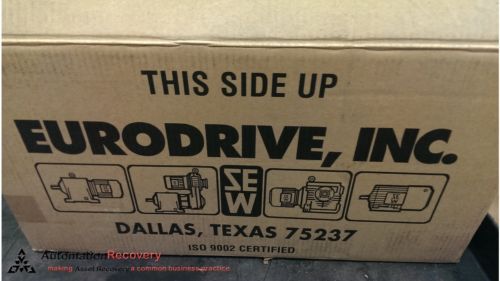 THIS SIDE UP
EURODRIVE, INC.
SEW
DALLAS, TEXAS 75237
ISO 9002 CERTIFIED
AutomationRecovery
making Asset Recovery a common business practice